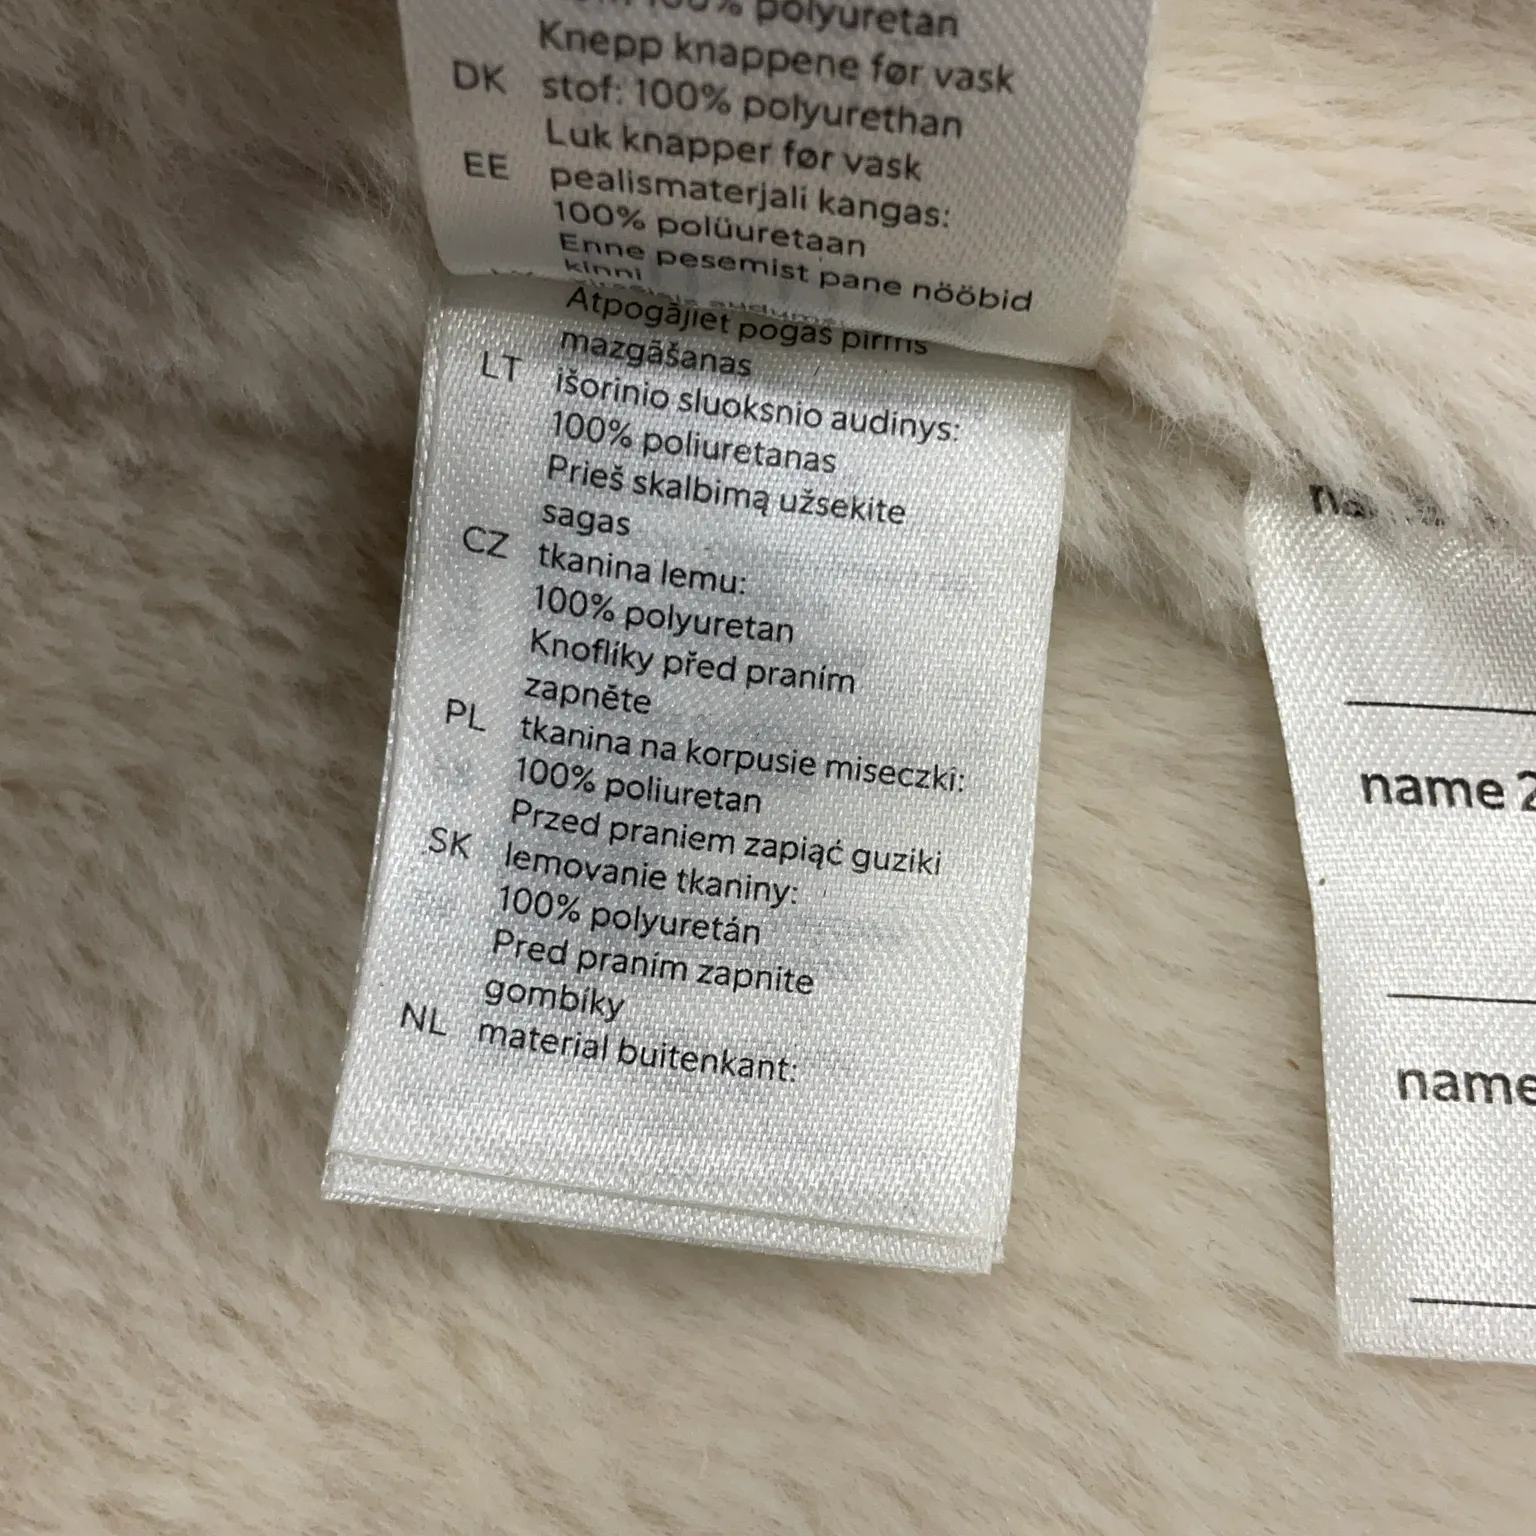 100% polyuretan
Knepp knappene før vask
DK stof: 100% polyurethan
Luk knapper før vask
EE pealismaterjali kangas:
100% polüuretaan
Enne pesemist pane nööbid
kinni
Atpogājiet pogas pirms
mazgāšanas
LT išorinio sluoksnio audinys:
100% poliuretanas
Prieš skalbimą užsekite
sagas
CZ tkanina lemu:
100% polyuretan
Knoflíky před praním
zapněte
PL tkanina na korpusie miseczki:
100% poliuretan
Przed praniem zapiąć guziki
SK lemovanie tkaniny:
100% polyuretán
Pred praním zapnite
gombíky
NL material buitenkant:
name 2
name